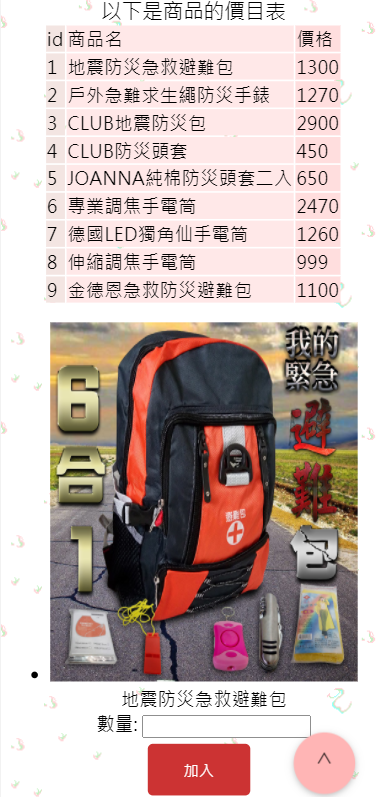 以下是商品的價目表
id 商品名 價格
1 地震防災急救避難包 1300
2 戶外急難求生繩防災手錶 1270
3 CLUB地震防災包 2900
4 CLUB防災頭套 450
5 JOANNA純棉防災頭套二入 650
6 專業調焦手電筒 2470
7 德國LED獨角仙手電筒 1260
8 伸縮調焦手電筒 999
9 金德恩急救防災避難包 1100
我的
緊急
避
難
包
6
合
1
地震防災急救避難包
數量:
加入